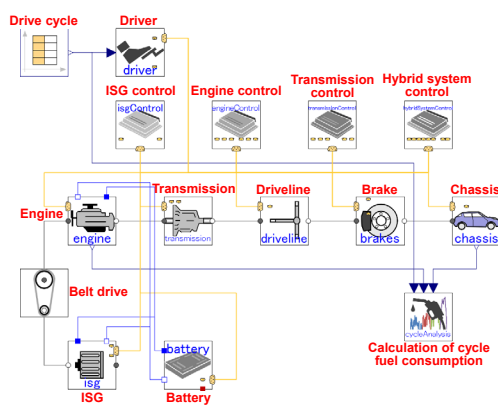 Drive cycle
Driver
driver
ISG control
Engine control
Transmission
control
Hybrid system
control
isgControl
engineControl
transmissionControl
hybridSystemContro
Engine
Transmission
Driveline
Brake
Chassis
engine
transmission
driveline
brakes
chassis
Belt drive
battery
cycleAnalysis
isg
ISG
Battery
Calculation of cycle
fuel consumption